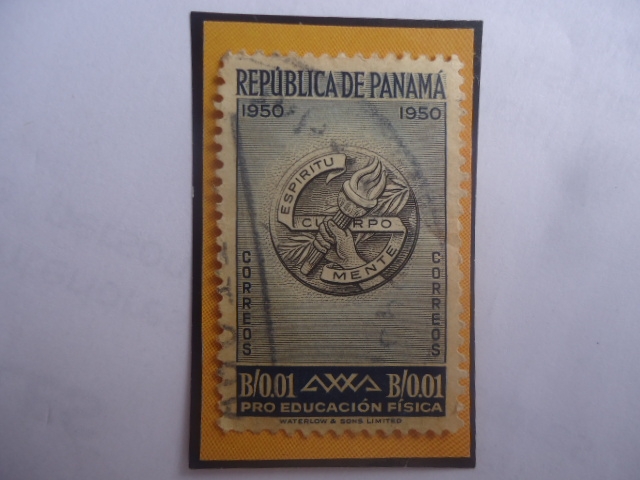 REPÚBLICA DE PANAMÁ
1950 1950
ESPIRITU
CUERPO
MENTE
CORREOS CORREOS
B/0.01 B/0.01
PRO EDUCACIÓN FÍSICA
WATERLOW & SONS LIMITED